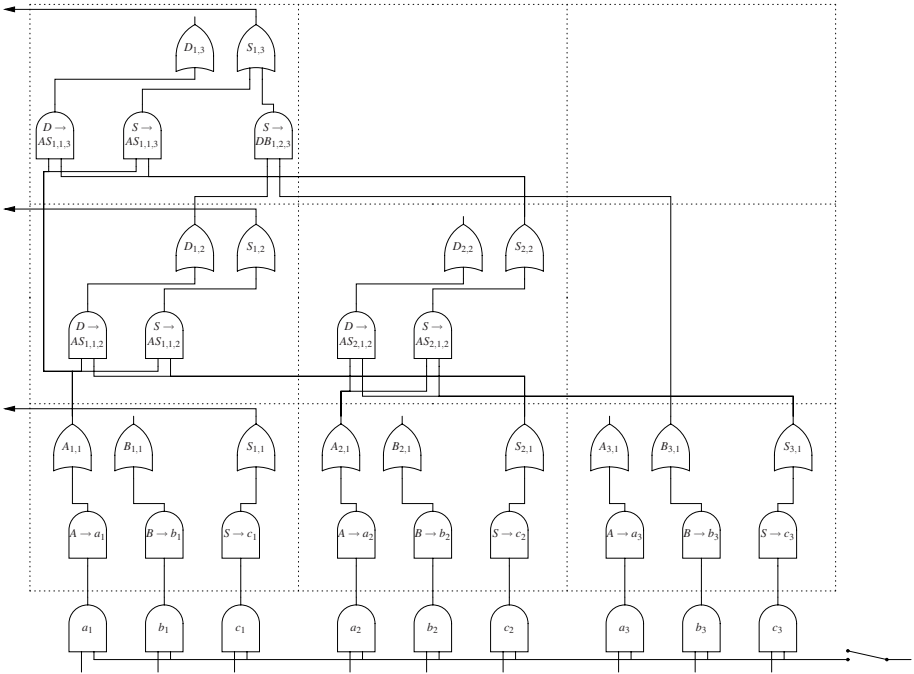 D1,3 S1,3
D → S → S →
AS1,1,3 AS1,1,3 DB1,2,3
D1,2 S1,2 D2,2 S2,2
D → S → D → S →
AS1,1,2 AS1,1,2 AS2,1,2 AS2,1,2
A1,1 B1,1 S1,1 A2,1 B2,1 S2,1 A3,1 B3,1 S3,1
A → a1 B → b1 S → c1 A → a2 B → b2 S → c2 A → a3 B → b3 S → c3
a1 b1 c1 a2 b2 c2 a3 b3 c3